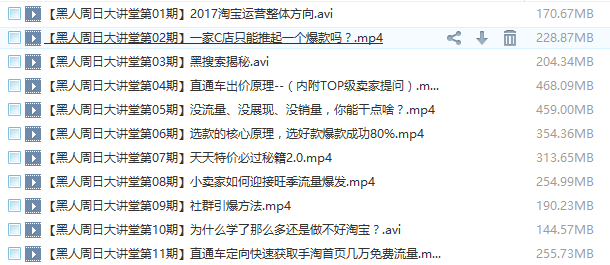 【黑人周日大讲堂第01期】2017淘宝运营整体方向.avi 170.67MB
【黑人周日大讲堂第02期】一家C店只能推起一个爆款吗？.mp4 228.87MB
【黑人周日大讲堂第03期】黑搜索揭秘.avi 204.34MB
【黑人周日大讲堂第04期】直通车出价原理--（内附TOP级卖家提问）.m... 468.09MB
【黑人周日大讲堂第05期】没流量、没展现、没销量，你能干点啥？.mp4 459.00MB
【黑人周日大讲堂第06期】选款的核心原理，选好款爆款成功80%.mp4 354.36MB
【黑人周日大讲堂第07期】天天特价必过秘籍2.0.mp4 313.65MB
【黑人周日大讲堂第08期】小卖家如何迎接旺季流量爆发.mp4 254.99MB
【黑人周日大讲堂第09期】社群引爆方法.mp4 190.23MB
【黑人周日大讲堂第10期】为什么学了那么多还是做不好淘宝？.avi 144.57MB
【黑人周日大讲堂第11期】直通车定向快速获取手淘首页几万免费流量.m... 255.73MB